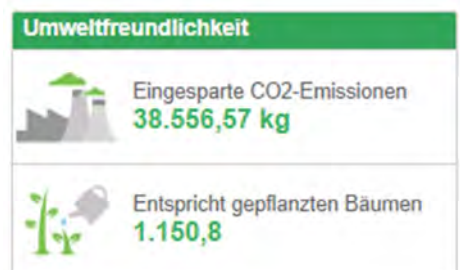 Umweltfreundlichkeit
Eingesparte CO2-Emissionen
38.556,57 kg
Entspricht gepflanzten Bäumen
1.150,8